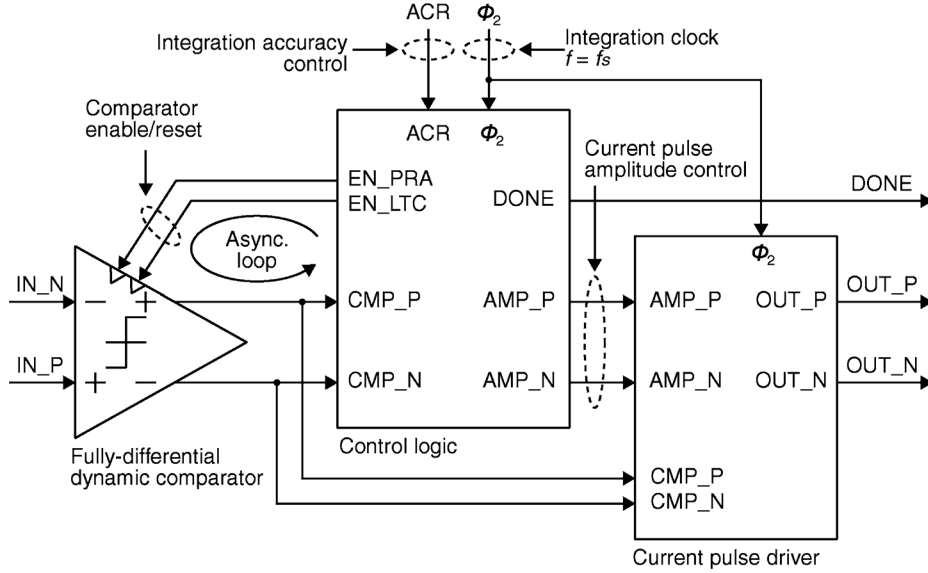 ACR
Φ2
Integration accuracy
control
Integration clock
f = fs
Comparator
enable/reset
ACR
Φ2
Current pulse
amplitude control
EN_PRA
EN_LTC
DONE
DONE
Async.
loop
Φ2
IN_N
CMP_P
AMP_P
AMP_P
OUT_P
OUT_P
IN_P
CMP_N
AMP_N
AMP_N
OUT_N
OUT_N
Control logic
Fully-differential
dynamic comparator
CMP_P
CMP_N
Current pulse driver